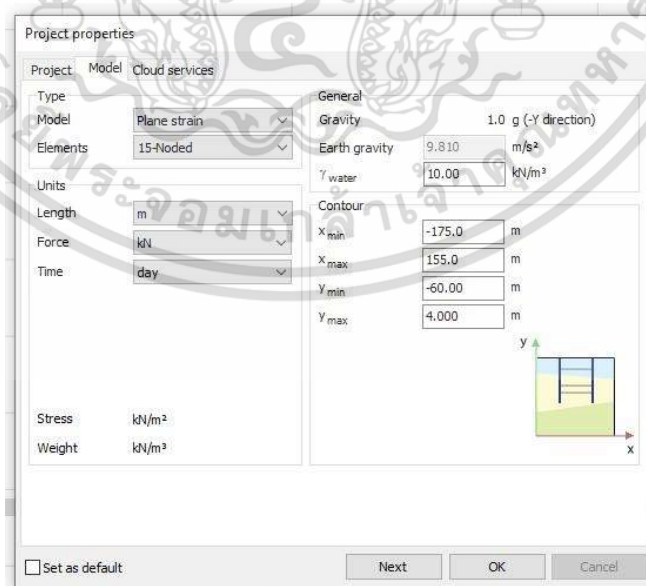 Project properties
Project Model Cloud services
Type
Model Plane strain
Elements 15-Noded
Units
Length m
Force kN
Time day
Stress kN/m²
Weight kN/m³
General
Gravity 1.0 g (-Y direction)
Earth gravity 9.810 m/s²
γ water 10.00 kN/m³
Contour
x min -175.0 m
x max 155.0 m
y min -60.00 m
y max 4.000 m
y
x
Set as default Next OK Cancel